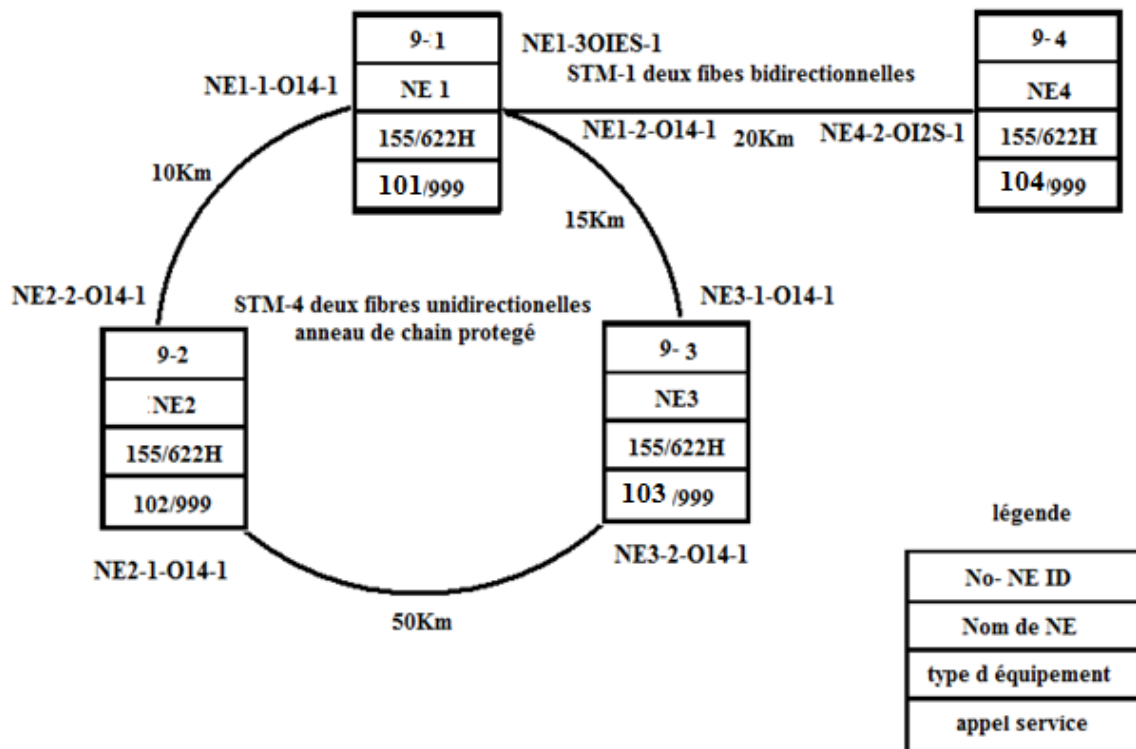 9- 1
NE 1
155/622H
101/999
NE1-3OIES-1
STM-1 deux fibes bidirectionnelles
9- 4
NE4
155/622H
104/999
NE1-1-O14-1
NE1-2-O14-1
20Km
NE4-2-OI2S-1
10Km
15Km
NE2-2-O14-1
STM-4 deux fibres unidirectionelles
anneau de chain protegé
NE3-1-O14-1
9-2
NE2
155/622H
102/999
9- 3
NE3
155/622H
103/999
NE2-1-O14-1
NE3-2-O14-1
50Km
légende
No- NE ID
Nom de NE
type d équipement
appel service